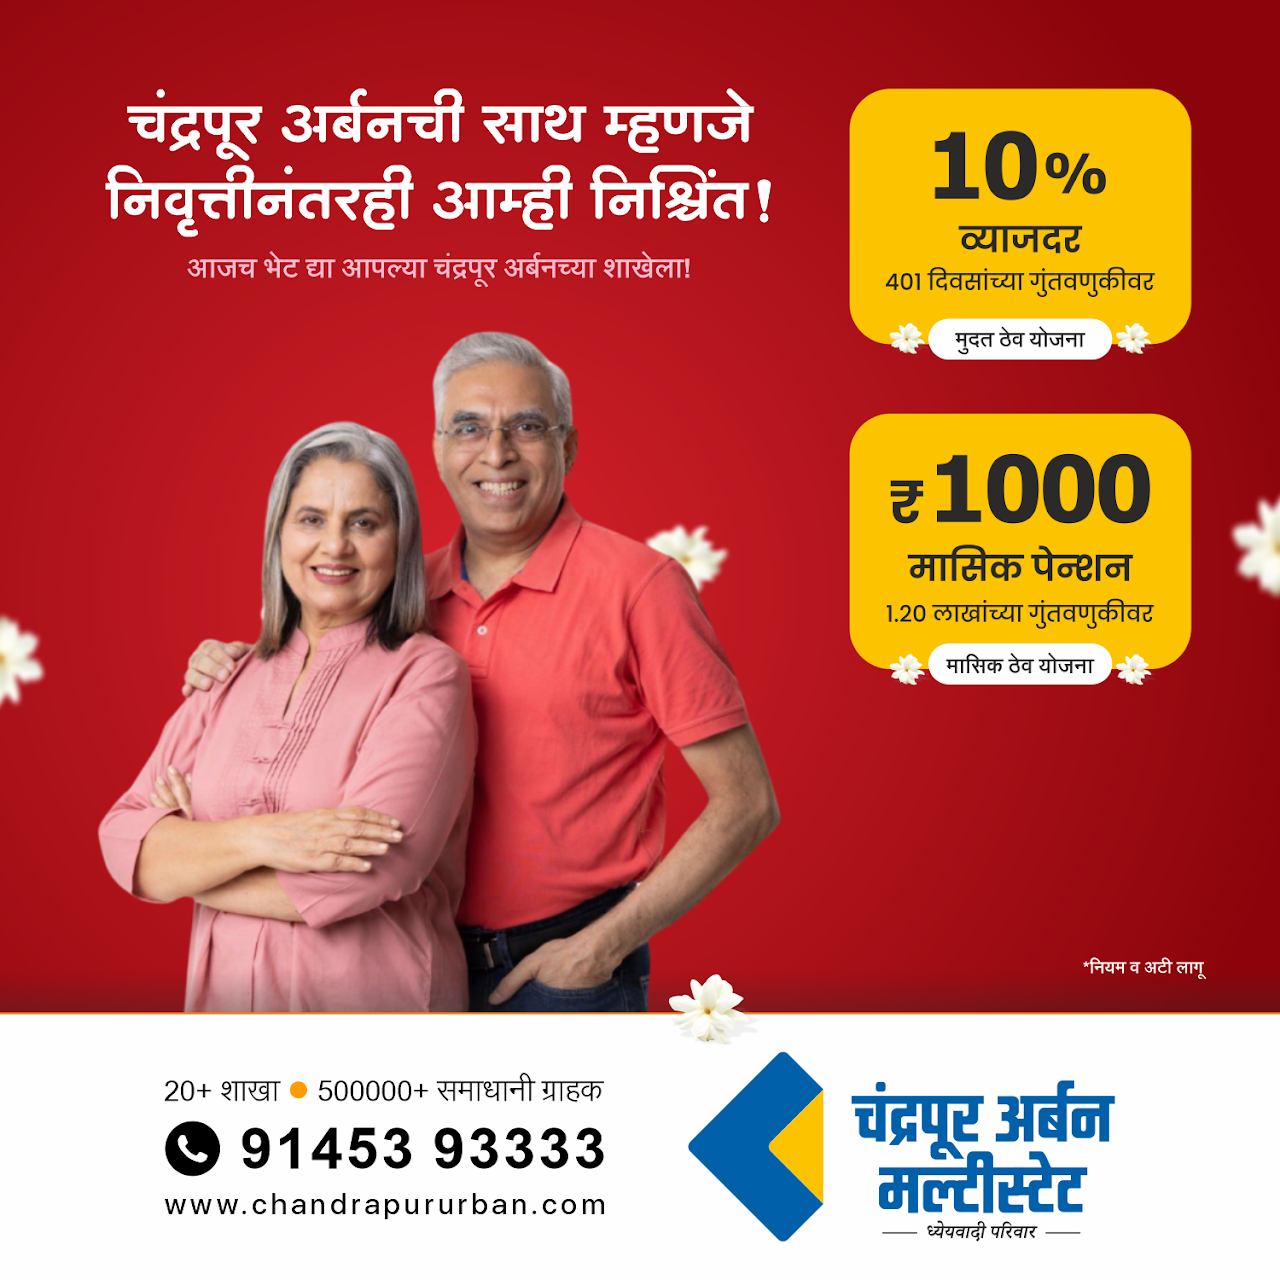 चंद्रपूर अर्बनची साथ म्हणजे
निवृत्तीनंतरही आम्ही निश्चिंत!
आजच भेट द्या आपल्या चंद्रपूर अर्बनच्या शाखेला!
10%
व्याजदर
401 दिवसांच्या गुंतवणुकीवर
मुदत ठेव योजना
₹1000
मासिक पेन्शन
1.20 लाखांच्या गुंतवणुकीवर
मासिक ठेव योजना
*नियम व अटी लागू
20+ शाखा ● 500000+ समाधानी ग्राहक
91453 93333
www.chandrapururban.com
चंद्रपूर अर्बन
मल्टीस्टेट
ध्येयवादी परिवार